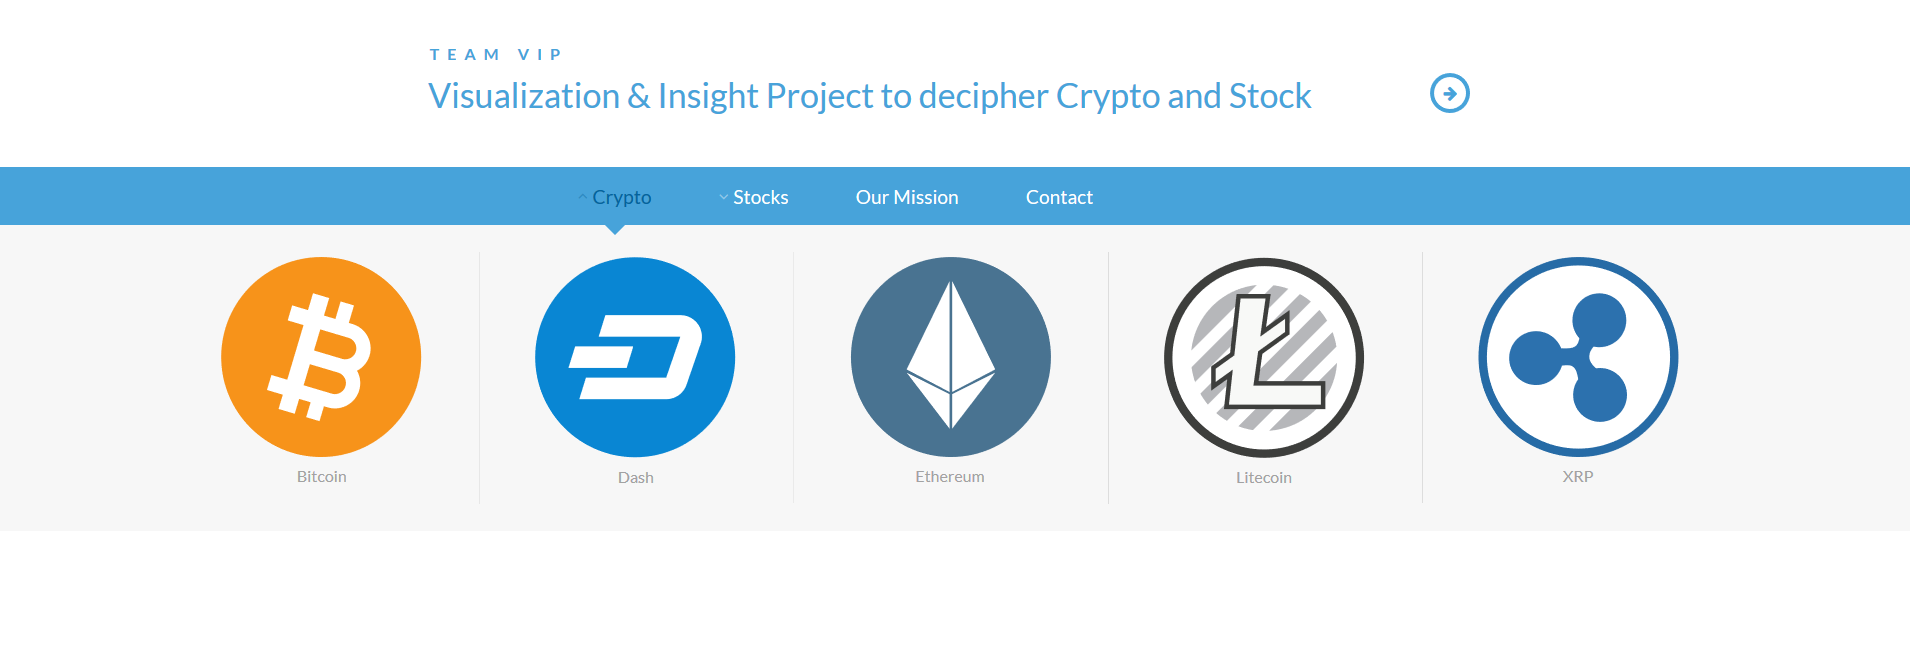 TEAM VIP
Visualization & Insight Project to decipher Crypto and Stock
Crypto Stocks Our Mission Contact
Bitcoin Dash Ethereum Litecoin XRP